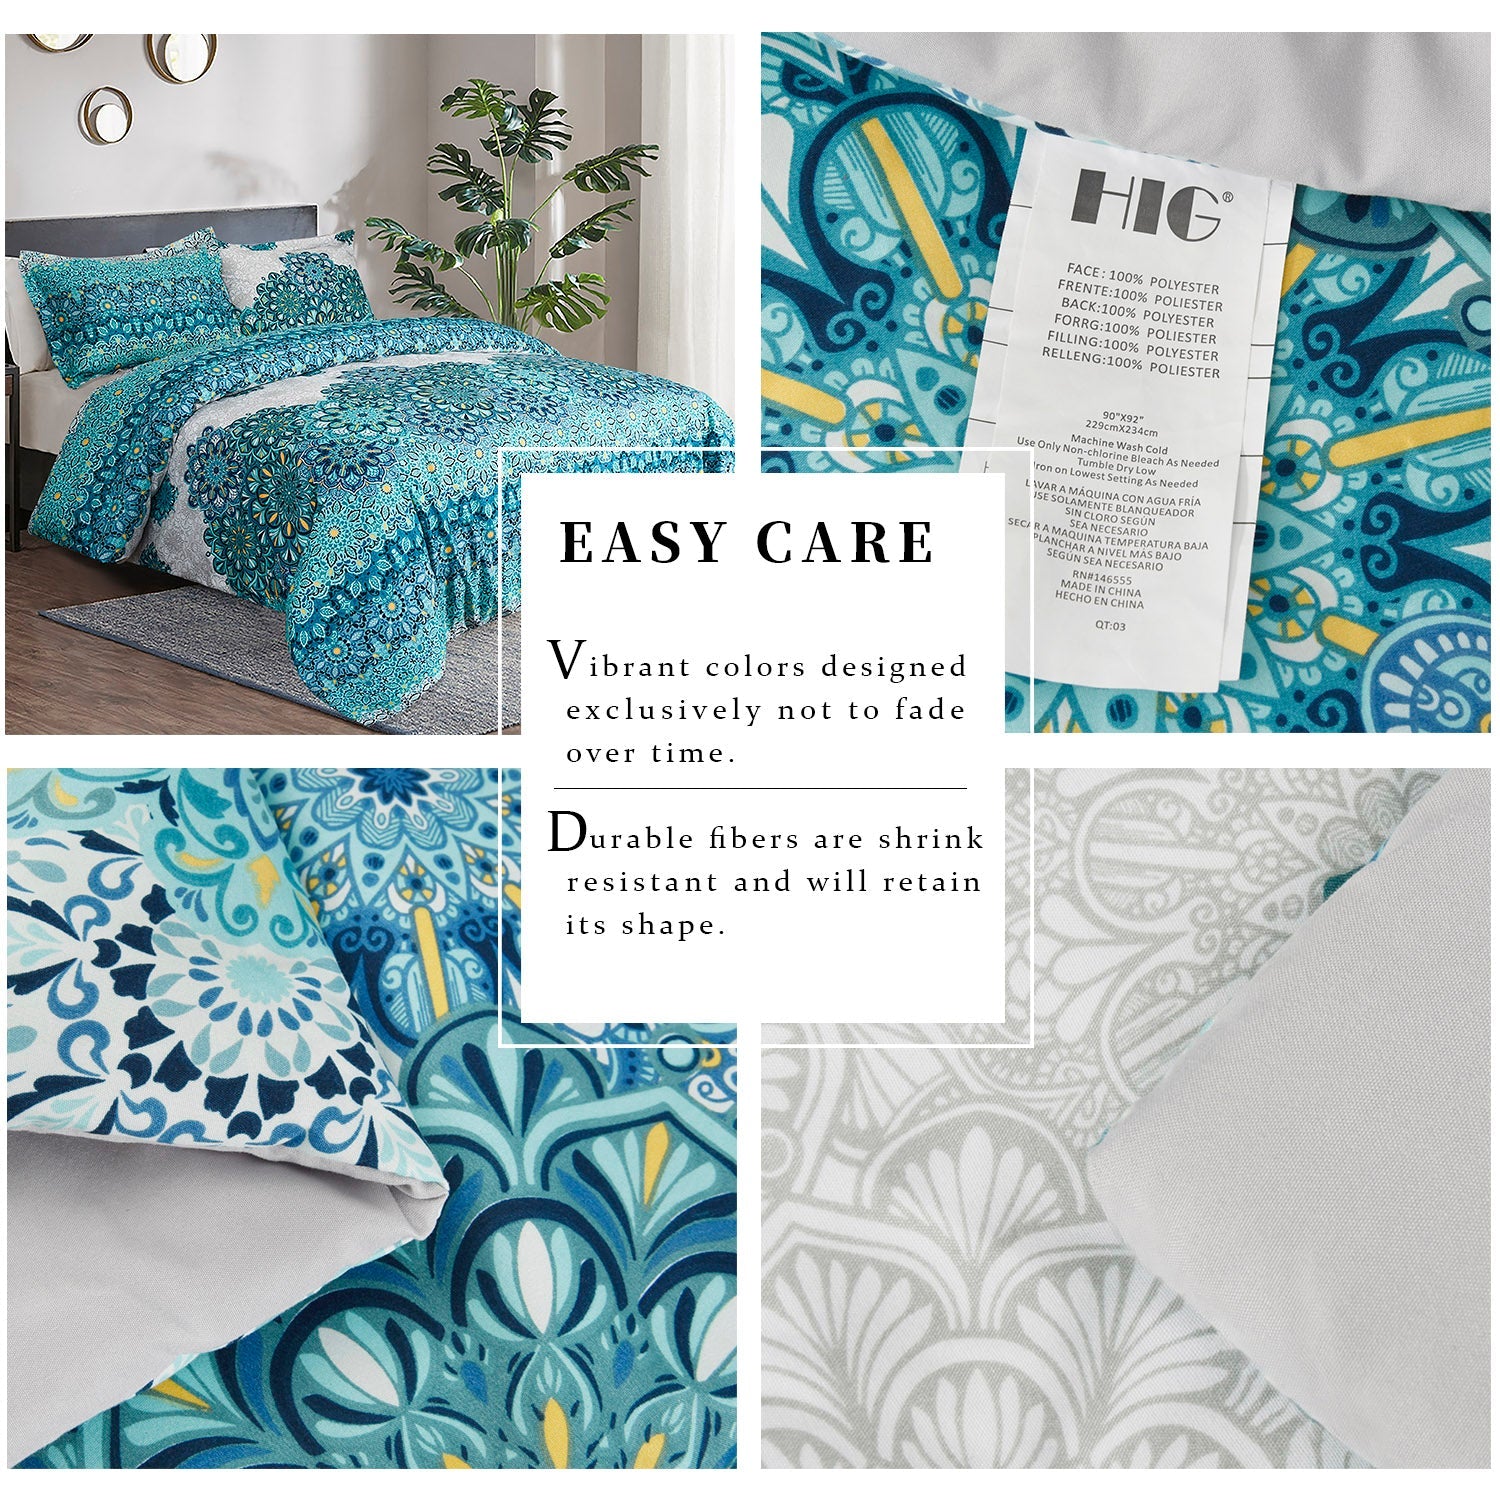 HIG®
FACE: 100% POLYESTER
FRENTE:100% POLIESTER
BACK:100% POLYESTER
FORRG:100% POLIESTER
FILLING:100% POLYESTER
RELLENG:100% POLIESTER
90"X92"
229cmX234cm
Machine Wash Cold
Use Only Non-chlorine Bleach As Needed
Tumble Dry Low
Iron on Lowest Setting As Needed
LAVAR A MÁQUINA CON AGUA FRÍA
USE SOLAMENTE BLANQUEADOR
SIN CLORO SEGÚN
SEA NECESARIO
SECAR A MAQUINA TEMPERATURA BAJA
PLANCHAR A NIVEL MÁS BAJO
SEGÚN SEA NECESARIO
RN#146555
MADE IN CHINA
HECHO EN CHINA
QT:03
EASY CARE
Vibrant colors designed
exclusively not to fade
over time.
Durable fibers are shrink
resistant and will retain
its shape.